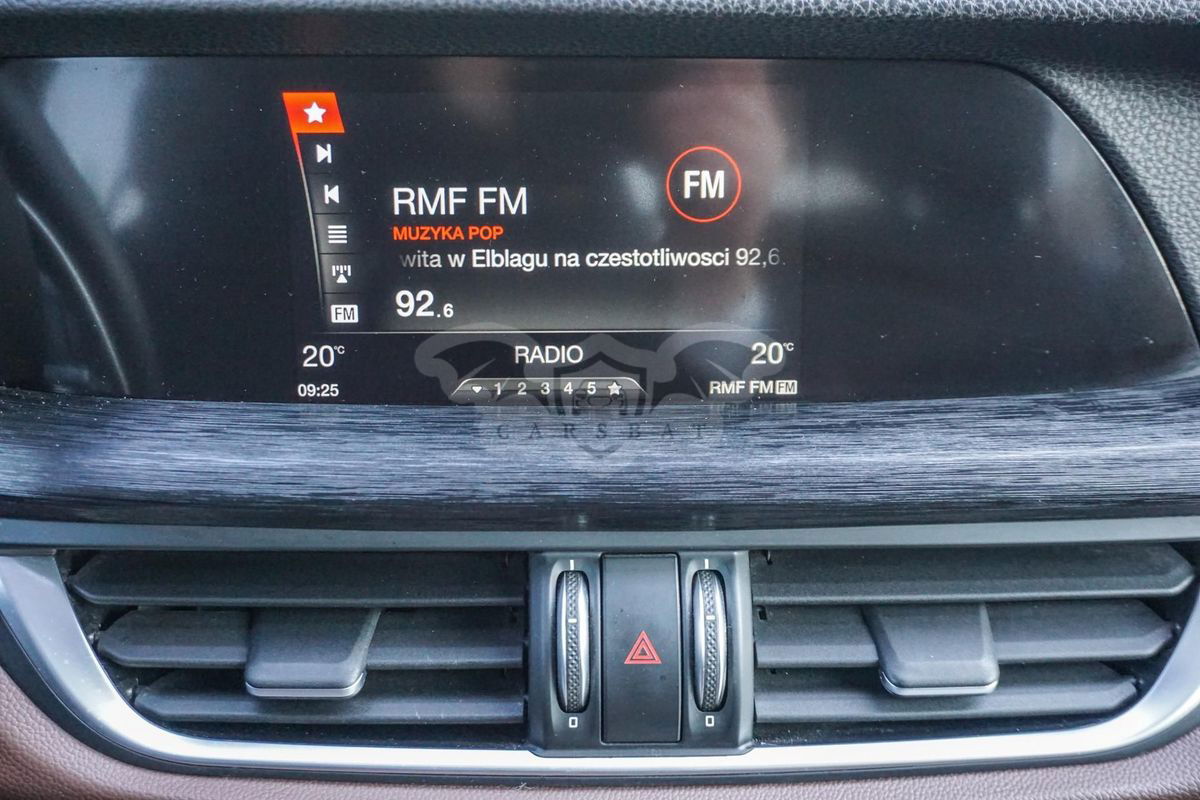 FM
RMF FM
MUZYKA POP
wita w Elblagu na czestotliwosci 92,6.
92.6
FM
20°C
RADIO
20°C
09:25
1 2 3 4 5
RMF FM FM
CARSBAT